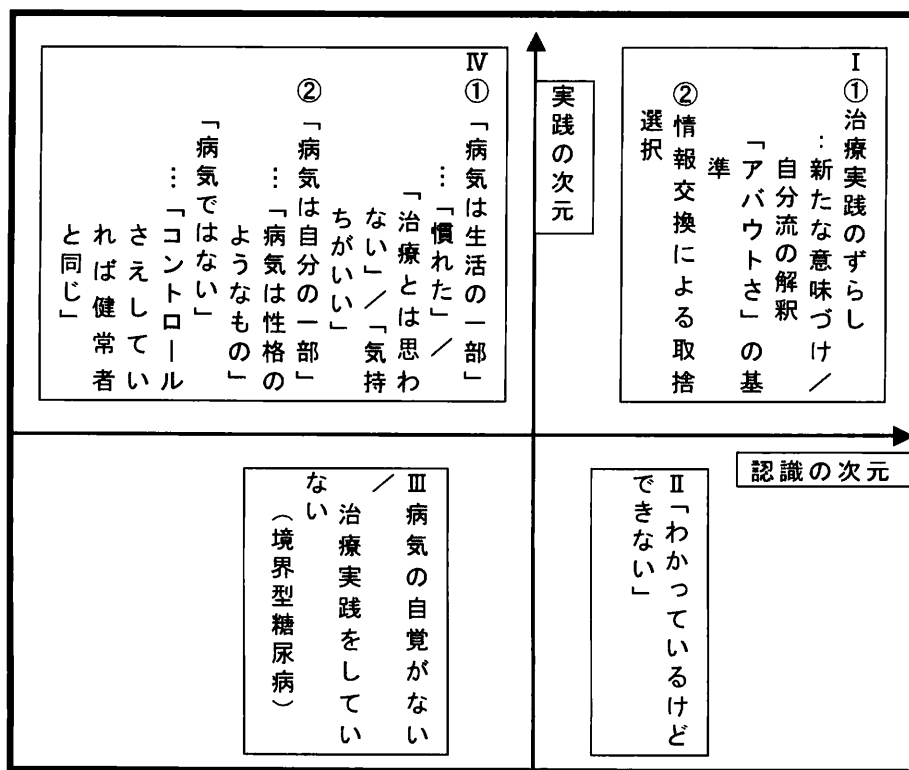 Ⅰ①治療実践のずらし
：新たな意味づけ／
自分流の解釈
「アバウトさ」の基
準
②情報交換による取捨
選択
実践の次元
Ⅳ①「病気は生活の一部」
…「慣れた」／
「治療とは思わ
ない」／「気持
ちがいい」
②「病気は自分の一部」
…「病気は性格の
ようなもの」
「病気ではない」
…「コントロール
さえしてい
れば健常者
と同じ」
認識の次元
Ⅱ「わかっているけど
できない」
Ⅲ病気の自覚がない
／治療実践をしてい
ない
（境界型糖尿病）